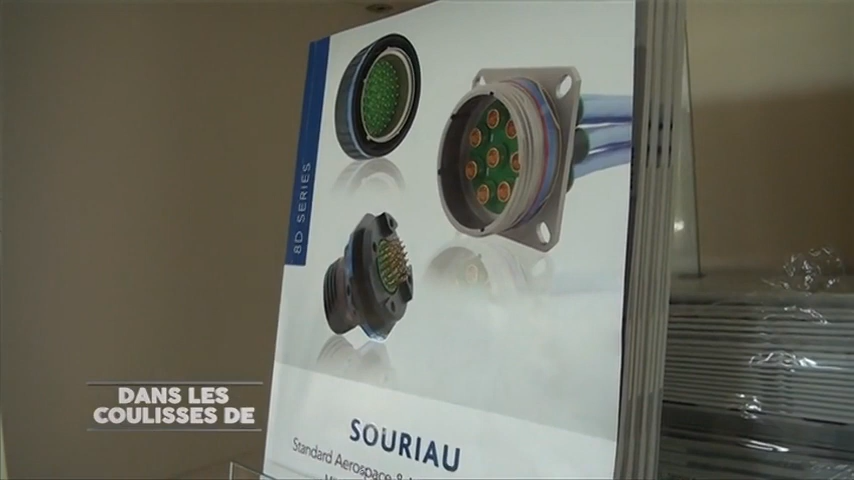 8D SERIES
SOURIAU
Standard Aerospace &
DANS LES
COULISSES DE